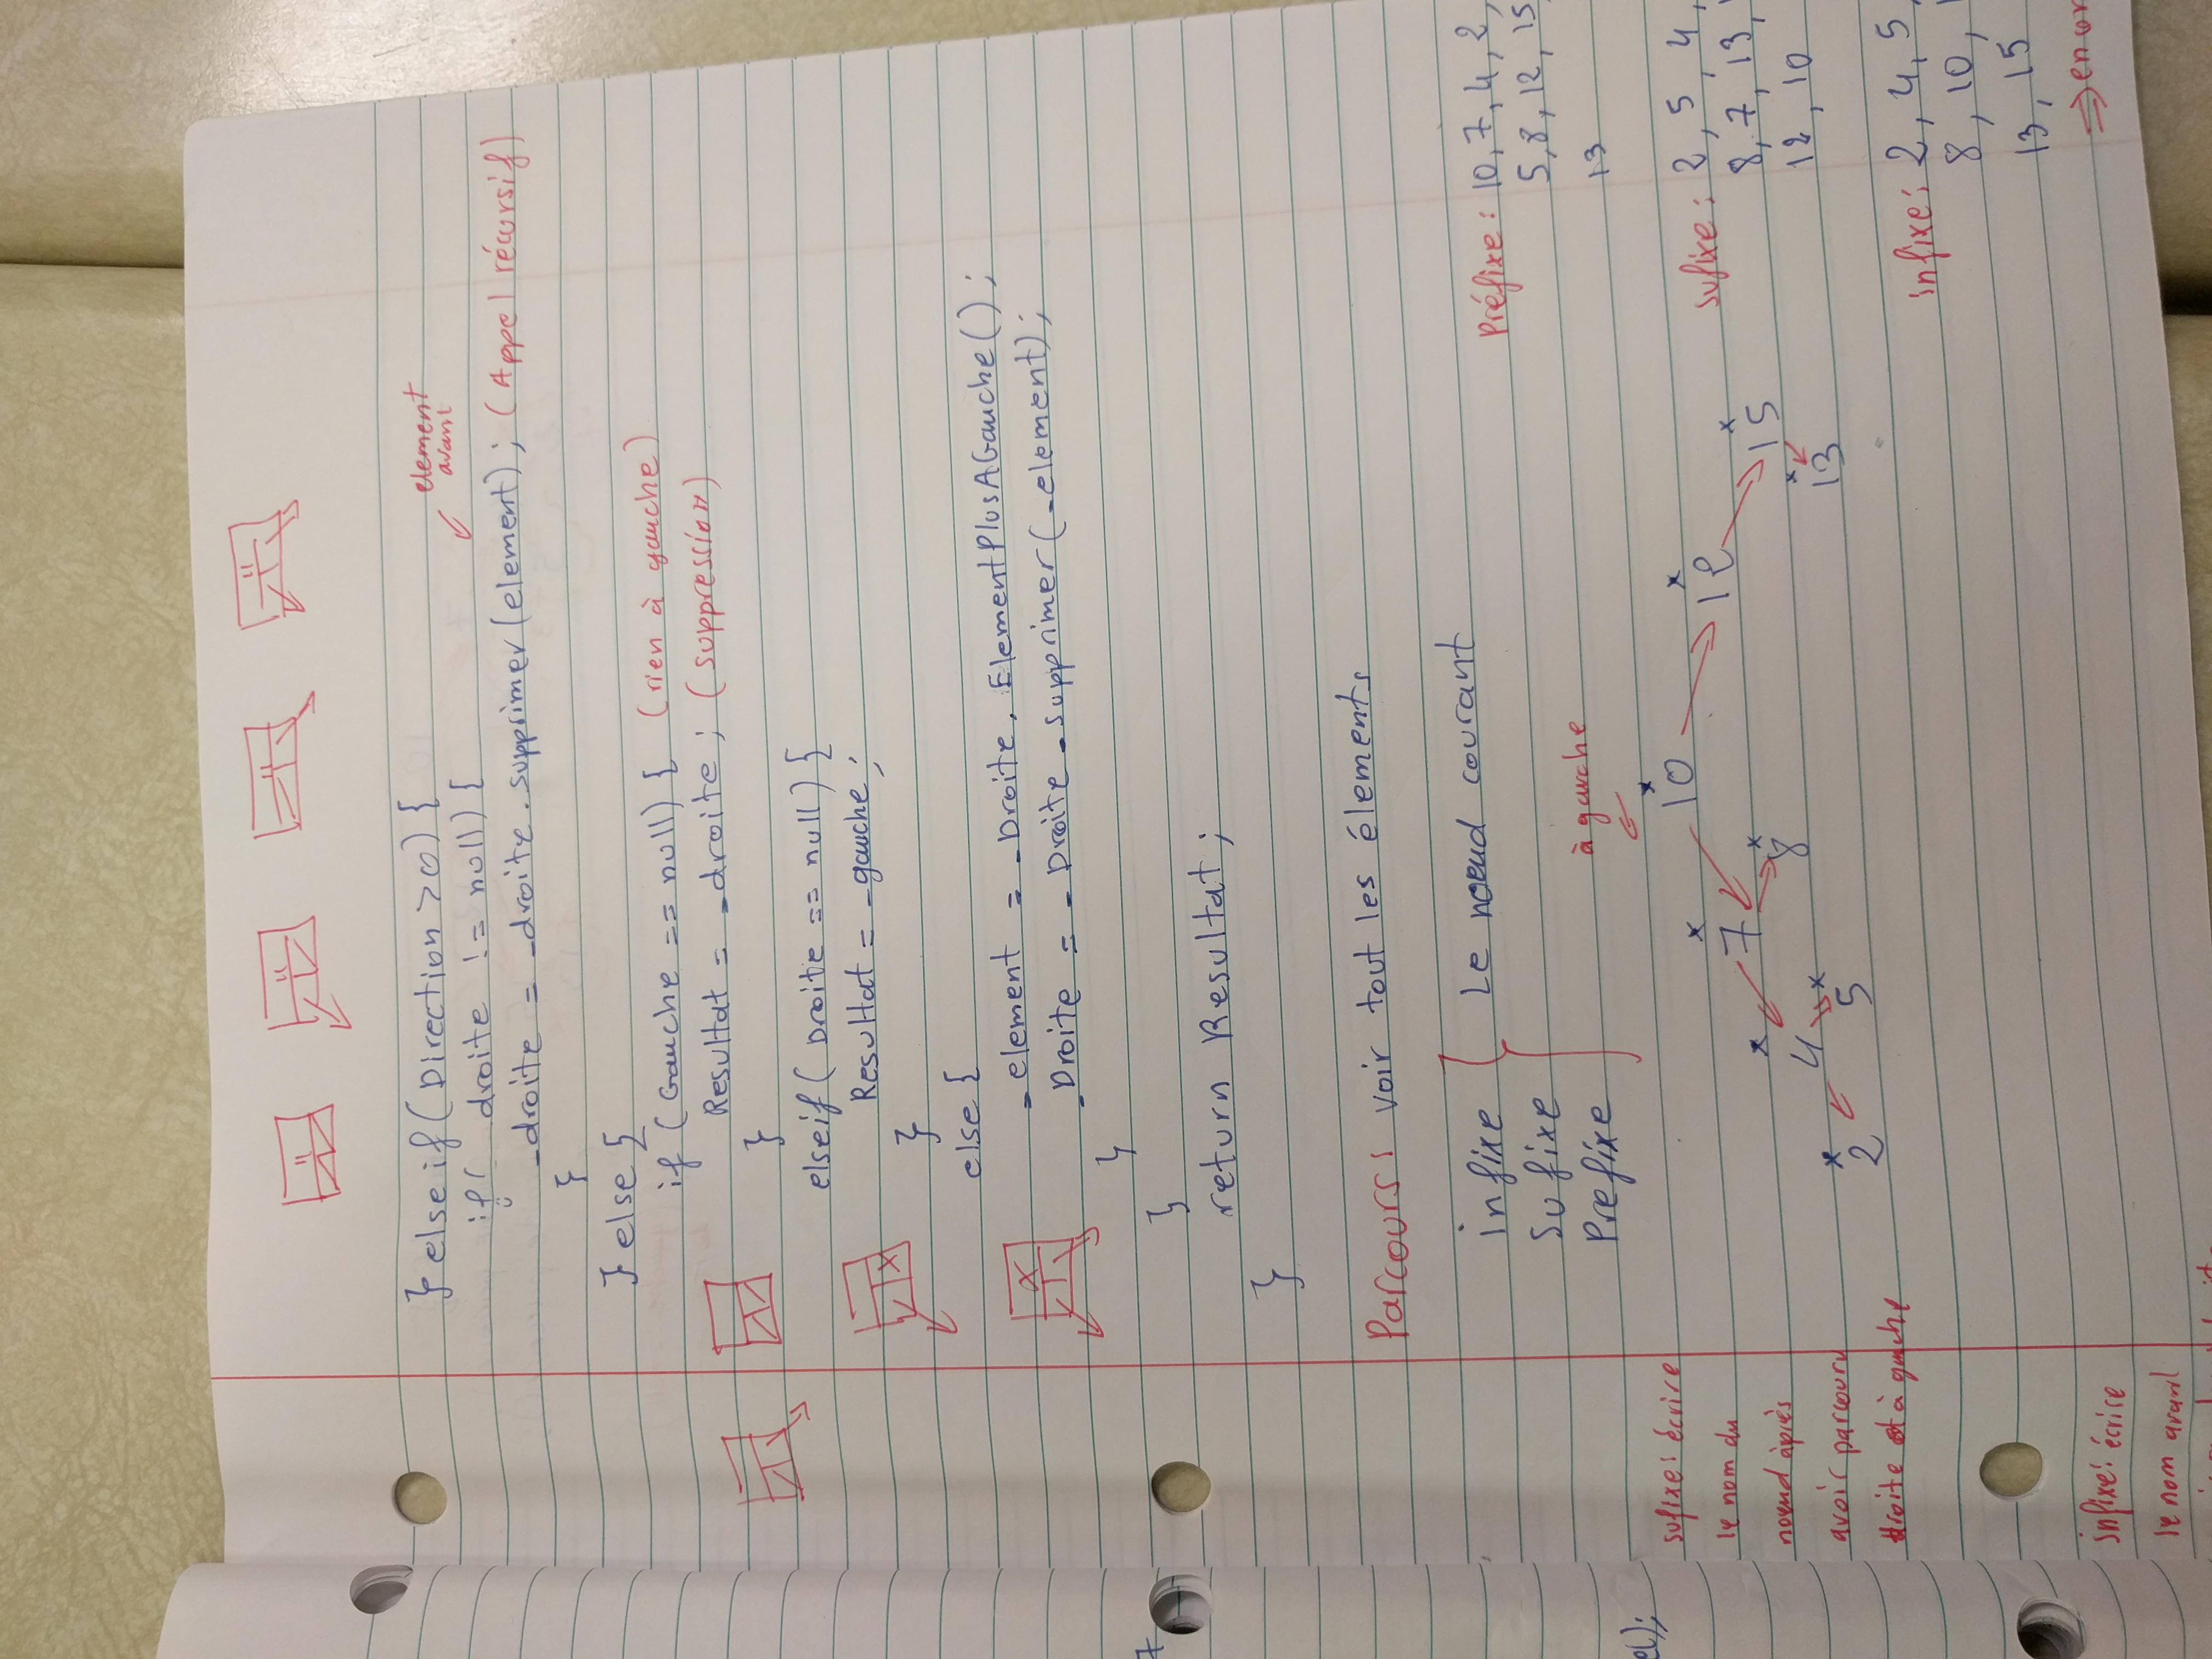 } else if (Direction > 0) {
element
avant
if( droite != null) {
_droite = _droite.supprimer(element); (Appel récursif)
}
} else {
if (Gauche == null) { (rien à gauche)
Resultat = _droite; (suppression)
}
elseif( Droite == null) {
Resultat = _gauche;
}
else {
_element = _Droite.ElementPlusAGauche();
_Droite = _Droite.supprimer(_element);
}
}
return Resultat;
}
7
Parcours: voir tout les élements
infixe { Le noeud courant
Sufixe
Prefixe
Préfixe: 10, 7, 4, 2,
5, 8, 12, 15
13
el);
à gauche
sufixe: écrire
le nom du
noeud àprès
avoir parcouru
droite et à gauche
10
7 12
4 8 15
2 5 13
Sufixe: 2, 5, 4,
8, 7, 13,
12, 10
infixe: 2, 4, 5
8, 10,
13, 15
⇒ en or
infixe: écrire
le nom avant